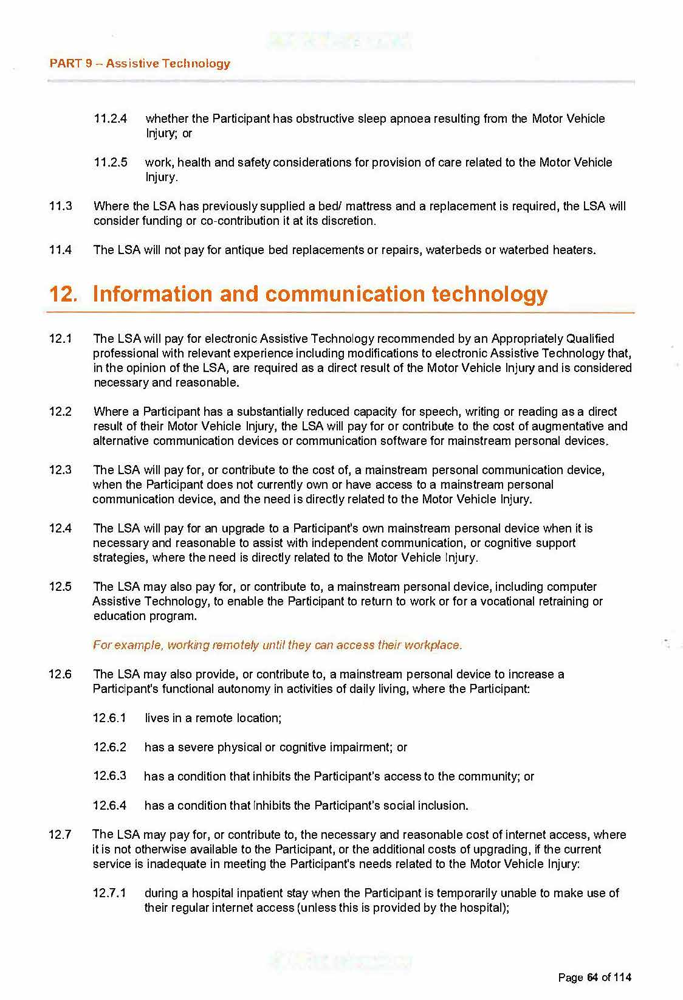 PART 9 – Assistive Technology
11.2.4 whether the Participant has obstructive sleep apnoea resulting from the Motor Vehicle
Injury; or
11.2.5 work, health and safety considerations for provision of care related to the Motor Vehicle
Injury.
11.3 Where the LSA has previously supplied a bed/ mattress and a replacement is required, the LSA will
consider funding or co-contribution it at its discretion.
11.4 The LSA will not pay for antique bed replacements or repairs, waterbeds or waterbed heaters.
12. Information and communication technology
12.1 The LSA will pay for electronic Assistive Technology recommended by an Appropriately Qualified
professional with relevant experience including modifications to electronic Assistive Technology that,
in the opinion of the LSA, are required as a direct result of the Motor Vehicle Injury and is considered
necessary and reasonable.
12.2 Where a Participant has a substantially reduced capacity for speech, writing or reading as a direct
result of their Motor Vehicle Injury, the LSA will pay for or contribute to the cost of augmentative and
alternative communication devices or communication software for mainstream personal devices.
12.3 The LSA will pay for, or contribute to the cost of, a mainstream personal communication device,
when the Participant does not currently own or have access to a mainstream personal
communication device, and the need is directly related to the Motor Vehicle Injury.
12.4 The LSA will pay for an upgrade to a Participant's own mainstream personal device when it is
necessary and reasonable to assist with independent communication, or cognitive support
strategies, where the need is directly related to the Motor Vehicle Injury.
12.5 The LSA may also pay for, or contribute to, a mainstream personal device, including computer
Assistive Technology, to enable the Participant to return to work or for a vocational retraining or
education program.
For example, working remotely until they can access their workplace.
12.6 The LSA may also provide, or contribute to, a mainstream personal device to increase a
Participant's functional autonomy in activities of daily living, where the Participant:
12.6.1 lives in a remote location;
12.6.2 has a severe physical or cognitive impairment; or
12.6.3 has a condition that inhibits the Participant's access to the community; or
12.6.4 has a condition that Inhibits the Participant's social inclusion.
12.7 The LSA may pay for, or contribute to, the necessary and reasonable cost of internet access, where
it is not otherwise available to the Participant, or the additional costs of upgrading, if the current
service is inadequate in meeting the Participant's needs related to the Motor Vehicle Injury:
12.7.1 during a hospital inpatient stay when the Participant is temporarily unable to make use of
their regular internet access (unless this is provided by the hospital);
Page 64 of 114